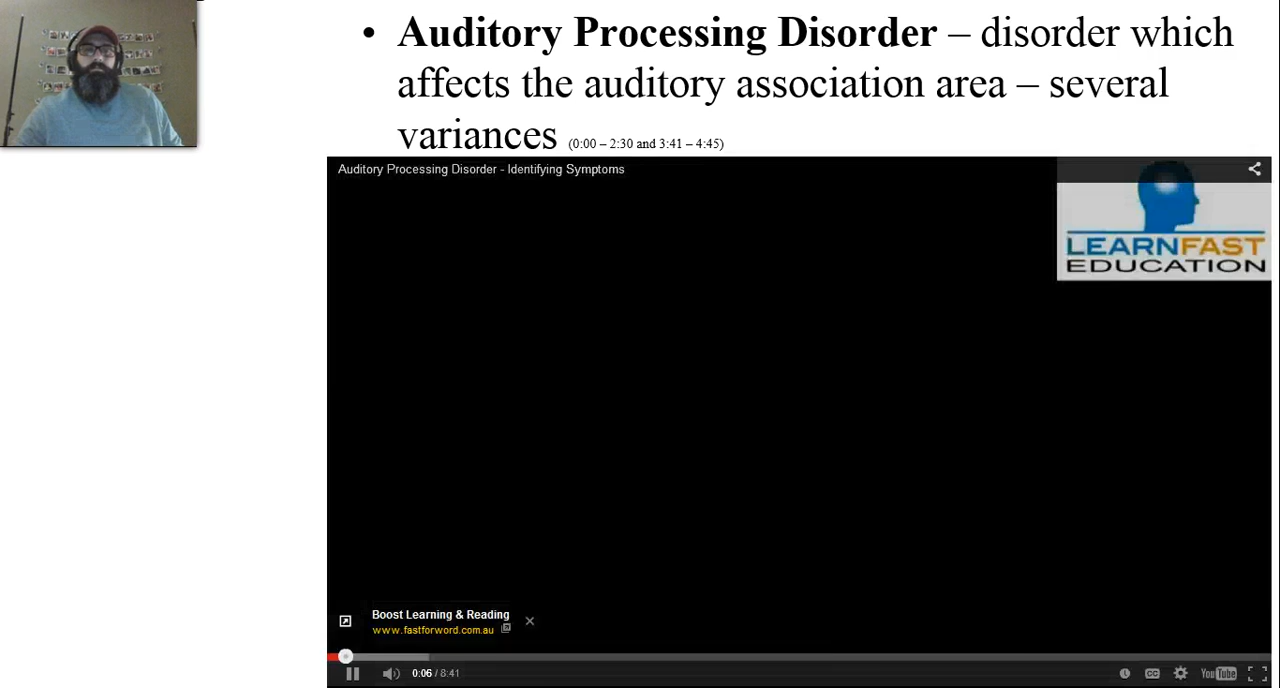 • Auditory Processing Disorder – disorder which
affects the auditory association area – several
variances (0:00 – 2:30 and 3:41 – 4:45)
Auditory Processing Disorder - Identifying Symptoms
LEARNFAST
EDUCATION
Boost Learning & Reading
www.fastforword.com.au
0:06 / 8:41
CC
YouTube